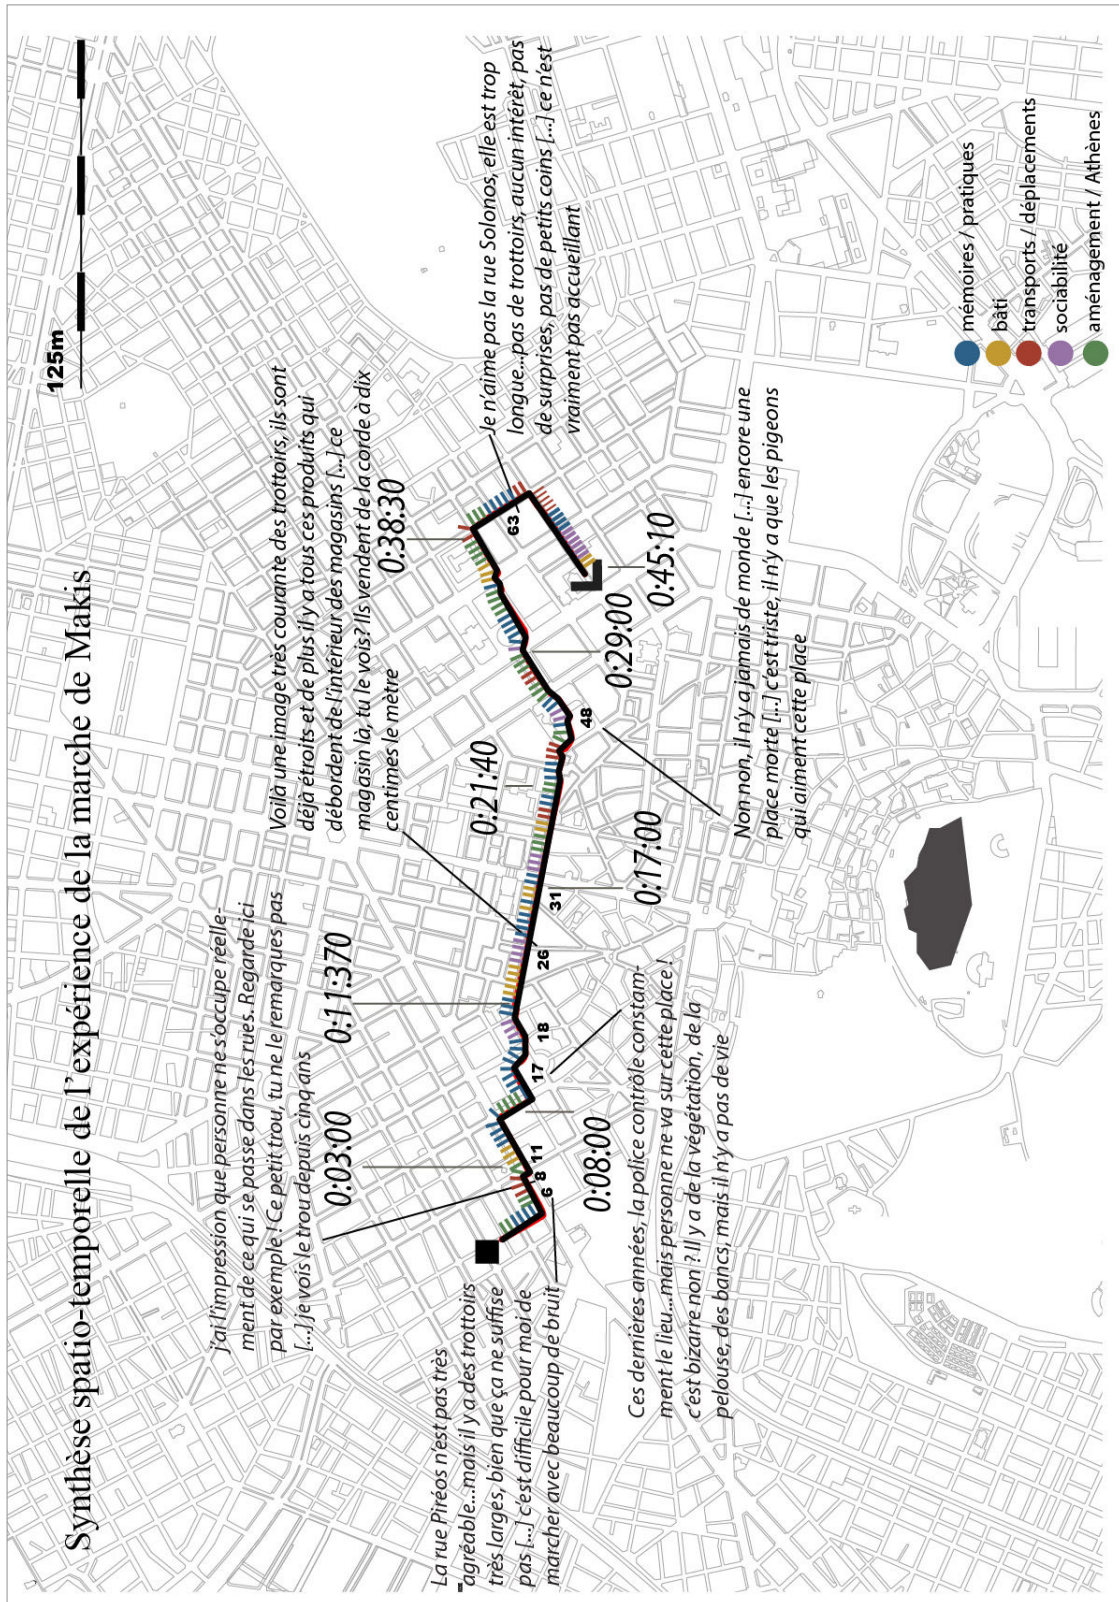 Synthèse spatio-temporelle de l'expérience de la marche de Makis
125m
j'ai l'impression que personne ne s'occupe réelle-
ment de ce qui se passe dans les rues. Regarde ici
par exemple ! Ce petit trou, tu ne le remarques pas
[...] je vois le trou depuis cinq ans
Voilà une image très courante des trottoirs, ils sont
déjà étroits et de plus il y a tous ces produits qui
débordent de l'intérieur des magasins [...] ce
magasin là, tu le vois? Ils vendent de la corde à dix
centimes le mètre
0:03:00
0:11:370
0:38:30
La rue Piréos n'est pas très
agréable...mais il y a des trottoirs
très larges, bien que ça ne suffise
pas [...] c'est difficile pour moi de
marcher avec beaucoup de bruit
0:21:40
Je n'aime pas la rue Solonos, elle est trop
longue...pas de trottoirs, aucun intérêt, pas
de surprises, pas de petits coins [...] ce n'est
vraiment pas accueillant
6
8
11
17
18
26
31
48
63
0:08:00
0:17:00
0:29:00
0:45:10
Ces dernières années, la police contrôle constam-
ment le lieu...mais personne ne va sur cette place !
c'est bizarre non ? Il y a de la végétation, de la
pelouse, des bancs, mais il n'y a pas de vie
Non non, il n'y a jamais de monde [...] encore une
place morte [...] c'est triste, il n'y a que les pigeons
qui aiment cette place
mémoires / pratiques
bâti
transports / déplacements
sociabilité
aménagement / Athènes